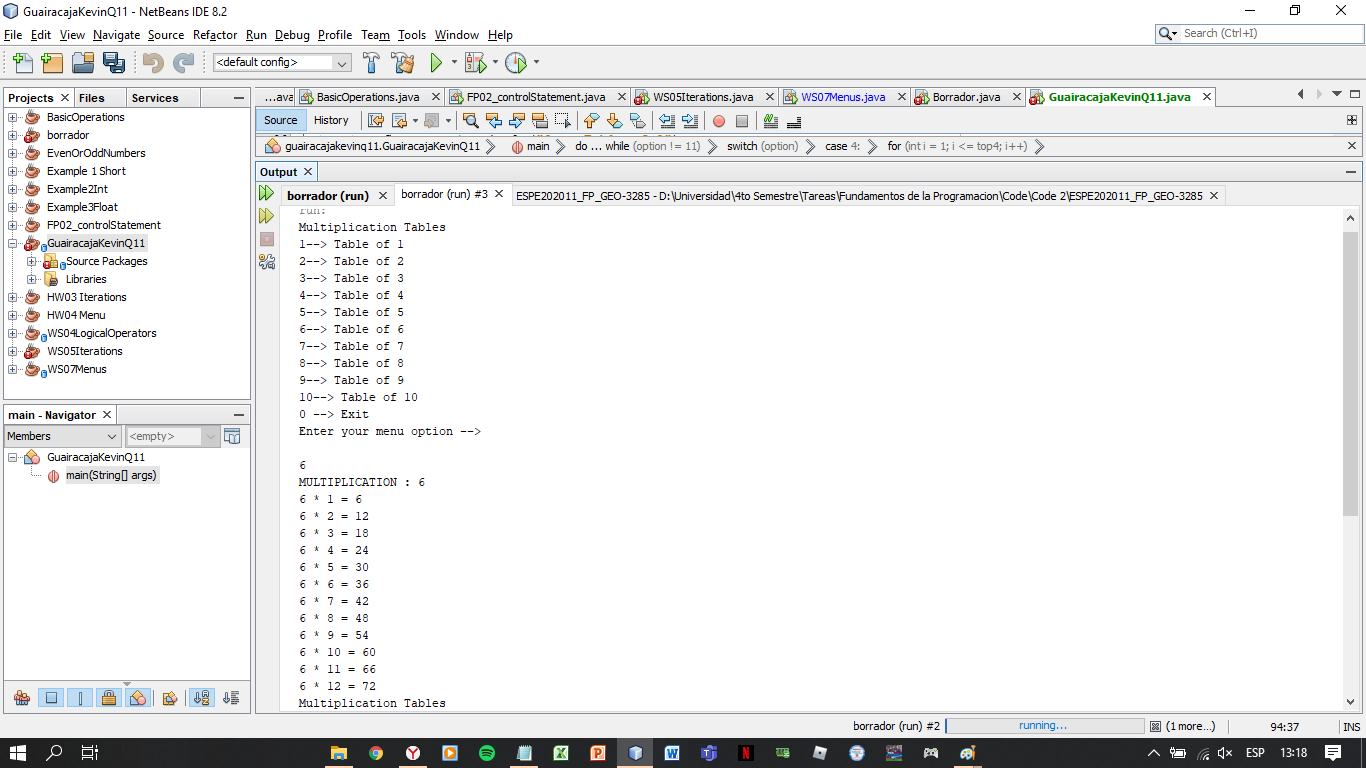 GuairacajaKevinQ11 - NetBeans IDE 8.2
File Edit View Navigate Source Refactor Run Debug Profile Team Tools Window Help
Search (Ctrl+I)
<default config>
Projects Files Services
BasicOperations
borrador
EvenOrOddNumbers
Example 1 Short
Example2Int
Example3Float
FP02_controlStatement
GuairacajaKevinQ11
Source Packages
Libraries
HW03 Iterations
HW04 Menu
WS04LogicalOperators
WS05Iterations
WS07Menus
main - Navigator
Members <empty>
GuairacajaKevinQ11
main(String[] args)
...ava BasicOperations.java FP02_controlStatement.java WS05Iterations.java WS07Menus.java Borrador.java GuairacajaKevinQ11.java
Source History
guairacajakevinq11.GuairacajaKevinQ11 main do ... while (option != 11) switch (option) case 4: for (int i = 1; i <= top4; i++)
Output
borrador (run) borrador (run) #3 ESPE202011_FP_GEO-3285 - D:\Universidad\4to Semestre\Tareas\Fundamentos de la Programacion\Code\Code 2\ESPE202011_FP_GEO-3285
run:
Multiplication Tables
1--> Table of 1
2--> Table of 2
3--> Table of 3
4--> Table of 4
5--> Table of 5
6--> Table of 6
7--> Table of 7
8--> Table of 8
9--> Table of 9
10--> Table of 10
0 --> Exit
Enter your menu option -->
6
MULTIPLICATION : 6
6 * 1 = 6
6 * 2 = 12
6 * 3 = 18
6 * 4 = 24
6 * 5 = 30
6 * 6 = 36
6 * 7 = 42
6 * 8 = 48
6 * 9 = 54
6 * 10 = 60
6 * 11 = 66
6 * 12 = 72
Multiplication Tables
borrador (run) #2 running... (1 more...) 94:37 INS
ESP 13:18